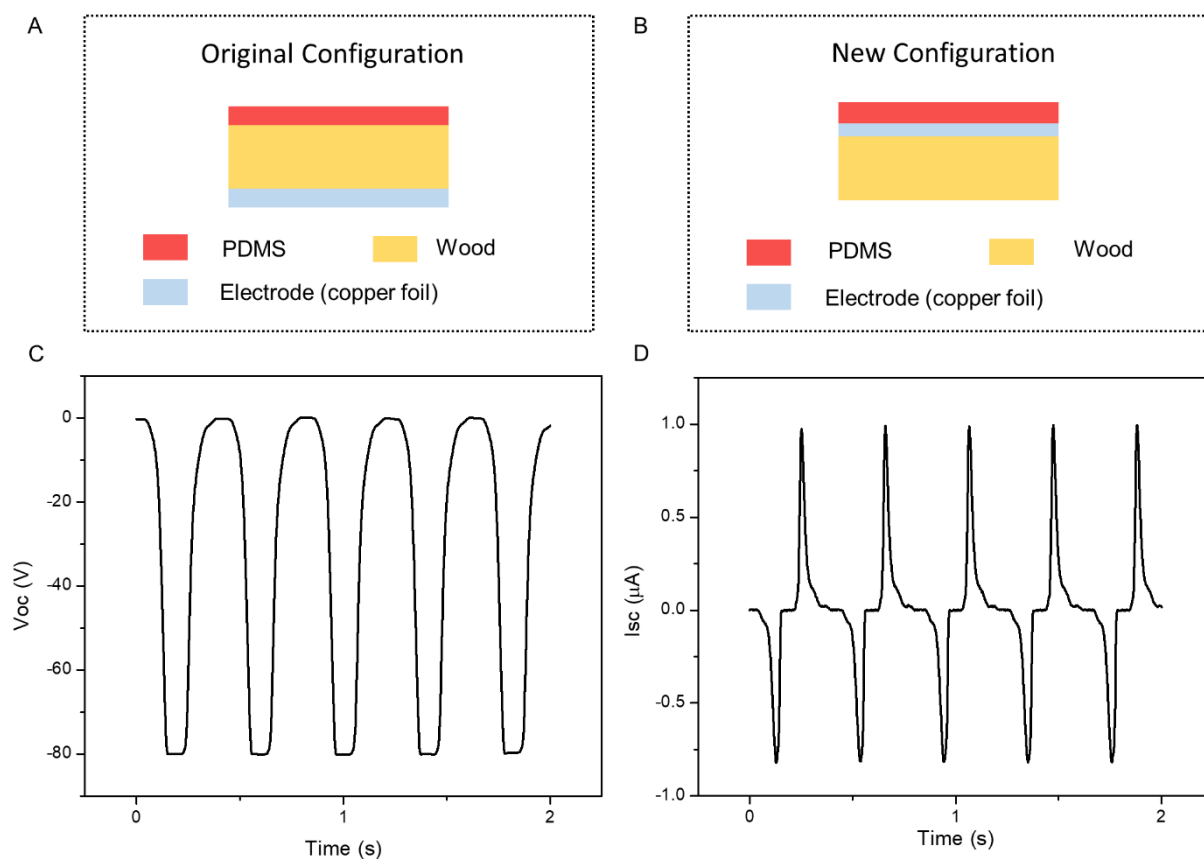 A
Original Configuration
PDMS
Wood
Electrode (copper foil)
B
New Configuration
PDMS
Wood
Electrode (copper foil)
C
0
-20
-40
-60
-80
Voc (V)
0
1
2
Time (s)
D
1.0
0.5
0.0
-0.5
-1.0
Isc (μA)
0
1
2
Time (s)